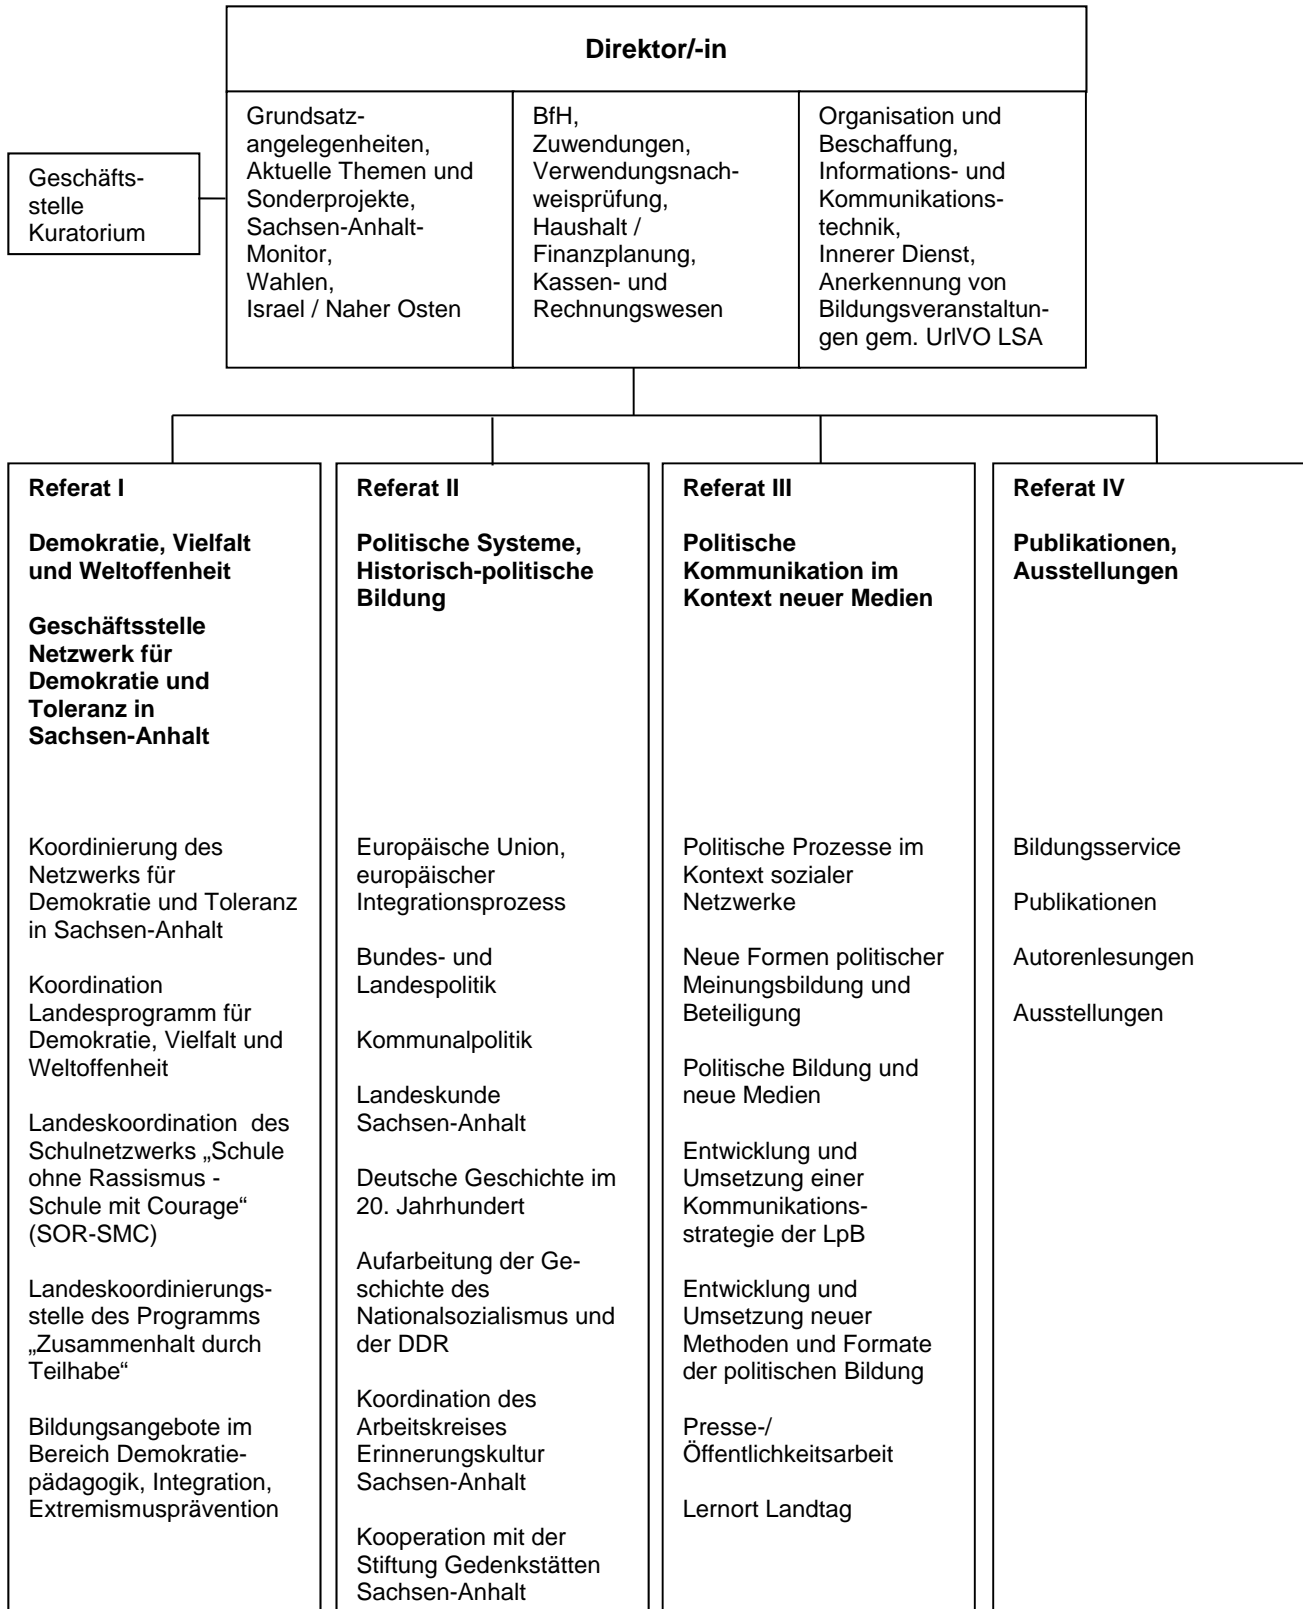 Direktor/-in
Geschäfts-
stelle
Kuratorium
Grundsatz-
angelegenheiten,
Aktuelle Themen und
Sonderprojekte,
Sachsen-Anhalt-
Monitor,
Wahlen,
Israel / Naher Osten
BfH,
Zuwendungen,
Verwendungsnach-
weisprüfung,
Haushalt /
Finanzplanung,
Kassen- und
Rechnungswesen
Organisation und
Beschaffung,
Informations- und
Kommunikations-
technik,
Innerer Dienst,
Anerkennung von
Bildungsveranstaltun-
gen gem. UrlVO LSA
Referat I
Demokratie, Vielfalt
und Weltoffenheit
Geschäftsstelle
Netzwerk für
Demokratie und
Toleranz in
Sachsen-Anhalt
Koordinierung des
Netzwerks für
Demokratie und Toleranz
in Sachsen-Anhalt
Koordination
Landesprogramm für
Demokratie, Vielfalt und
Weltoffenheit
Landeskoordination  des
Schulnetzwerks „Schule
ohne Rassismus -
Schule mit Courage“
(SOR-SMC)
Landeskoordinierungs-
stelle des Programms
„Zusammenhalt durch
Teilhabe“
Bildungsangebote im
Bereich Demokratie-
pädagogik, Integration,
Extremismusprävention
Referat II
Politische Systeme,
Historisch-politische
Bildung
Europäische Union,
europäischer
Integrationsprozess
Bundes- und
Landespolitik
Kommunalpolitik
Landeskunde
Sachsen-Anhalt
Deutsche Geschichte im
20. Jahrhundert
Aufarbeitung der Ge-
schichte des
Nationalsozialismus und
der DDR
Koordination des
Arbeitskreises
Erinnerungskultur
Sachsen-Anhalt
Kooperation mit der
Stiftung Gedenkstätten
Sachsen-Anhalt
Referat III
Politische
Kommunikation im
Kontext neuer Medien
Politische Prozesse im
Kontext sozialer
Netzwerke
Neue Formen politischer
Meinungsbildung und
Beteiligung
Politische Bildung und
neue Medien
Entwicklung und
Umsetzung einer
Kommunikations-
strategie der LpB
Entwicklung und
Umsetzung neuer
Methoden und Formate
der politischen Bildung
Presse-/
Öffentlichkeitsarbeit
Lernort Landtag
Referat IV
Publikationen,
Ausstellungen
Bildungsservice
Publikationen
Autorenlesungen
Ausstellungen